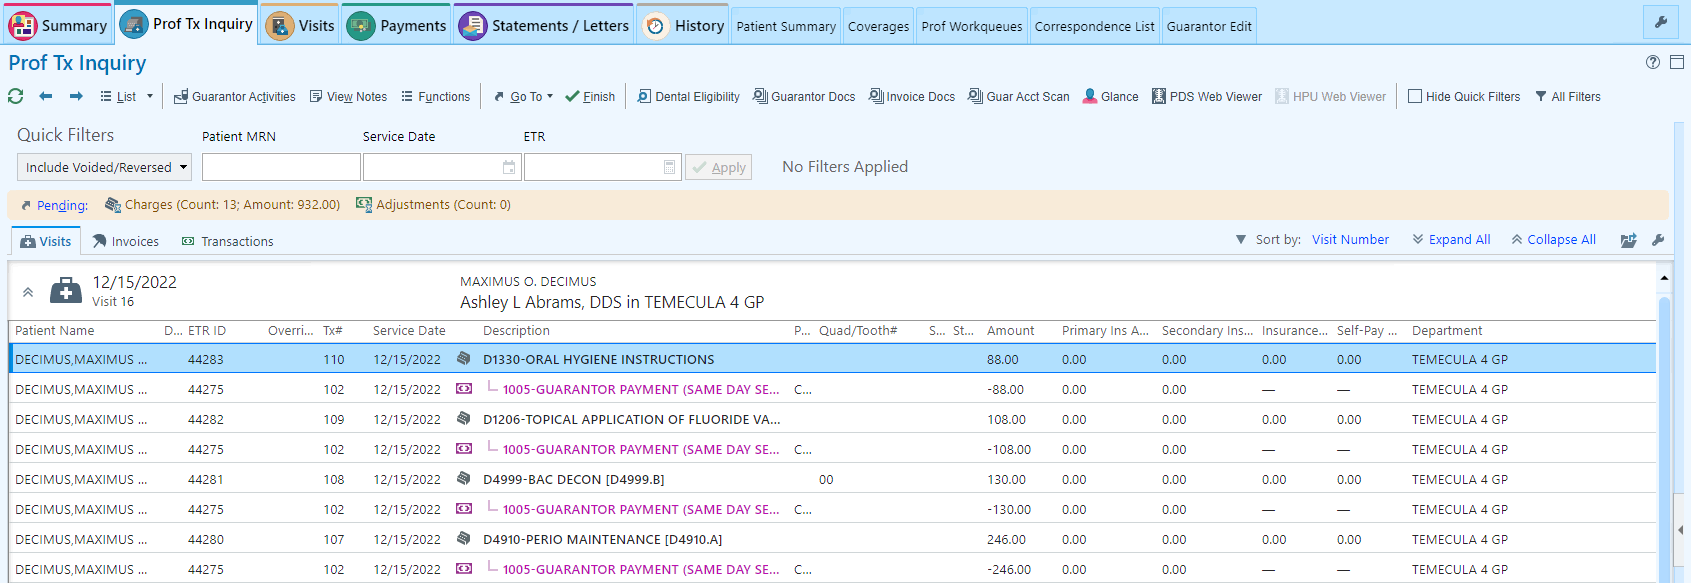 Summary Prof Tx Inquiry Visits Payments Statements / Letters History Patient Summary Coverages Prof Workqueues Correspondence List Guarantor Edit
Prof Tx Inquiry
List Guarantor Activities View Notes Functions Go To Finish Dental Eligibility Guarantor Docs Invoice Docs Guar Acct Scan Glance PDS Web Viewer HPU Web Viewer Hide Quick Filters All Filters
Quick Filters Patient MRN Service Date ETR
Include Voided/Reversed Apply No Filters Applied
Pending: Charges (Count: 13; Amount: 932.00) Adjustments (Count: 0)
Visits Invoices Transactions Sort by: Visit Number Expand All Collapse All
12/15/2022 MAXIMUS O. DECIMUS
Visit 16 Ashley L Abrams, DDS in TEMECULA 4 GP
Patient Name D... ETR ID Overri... Tx# Service Date Description P... Quad/Tooth# S... St... Amount Primary Ins A... Secondary Ins... Insurance... Self-Pay ... Department
DECIMUS,MAXIMUS ... 44283 110 12/15/2022 D1330-ORAL HYGIENE INSTRUCTIONS 88.00 0.00 0.00 0.00 0.00 TEMECULA 4 GP
DECIMUS,MAXIMUS ... 44275 102 12/15/2022 1005-GUARANTOR PAYMENT (SAME DAY SE... C... -88.00 0.00 0.00 — — TEMECULA 4 GP
DECIMUS,MAXIMUS ... 44282 109 12/15/2022 D1206-TOPICAL APPLICATION OF FLUORIDE VA... 108.00 0.00 0.00 0.00 0.00 TEMECULA 4 GP
DECIMUS,MAXIMUS ... 44275 102 12/15/2022 1005-GUARANTOR PAYMENT (SAME DAY SE... C... -108.00 0.00 0.00 — — TEMECULA 4 GP
DECIMUS,MAXIMUS ... 44281 108 12/15/2022 D4999-BAC DECON [D4999.B] 00 130.00 0.00 0.00 0.00 0.00 TEMECULA 4 GP
DECIMUS,MAXIMUS ... 44275 102 12/15/2022 1005-GUARANTOR PAYMENT (SAME DAY SE... C... -130.00 0.00 0.00 — — TEMECULA 4 GP
DECIMUS,MAXIMUS ... 44280 107 12/15/2022 D4910-PERIO MAINTENANCE [D4910.A] 246.00 0.00 0.00 0.00 0.00 TEMECULA 4 GP
DECIMUS,MAXIMUS ... 44275 102 12/15/2022 1005-GUARANTOR PAYMENT (SAME DAY SE... C... -246.00 0.00 0.00 — — TEMECULA 4 GP